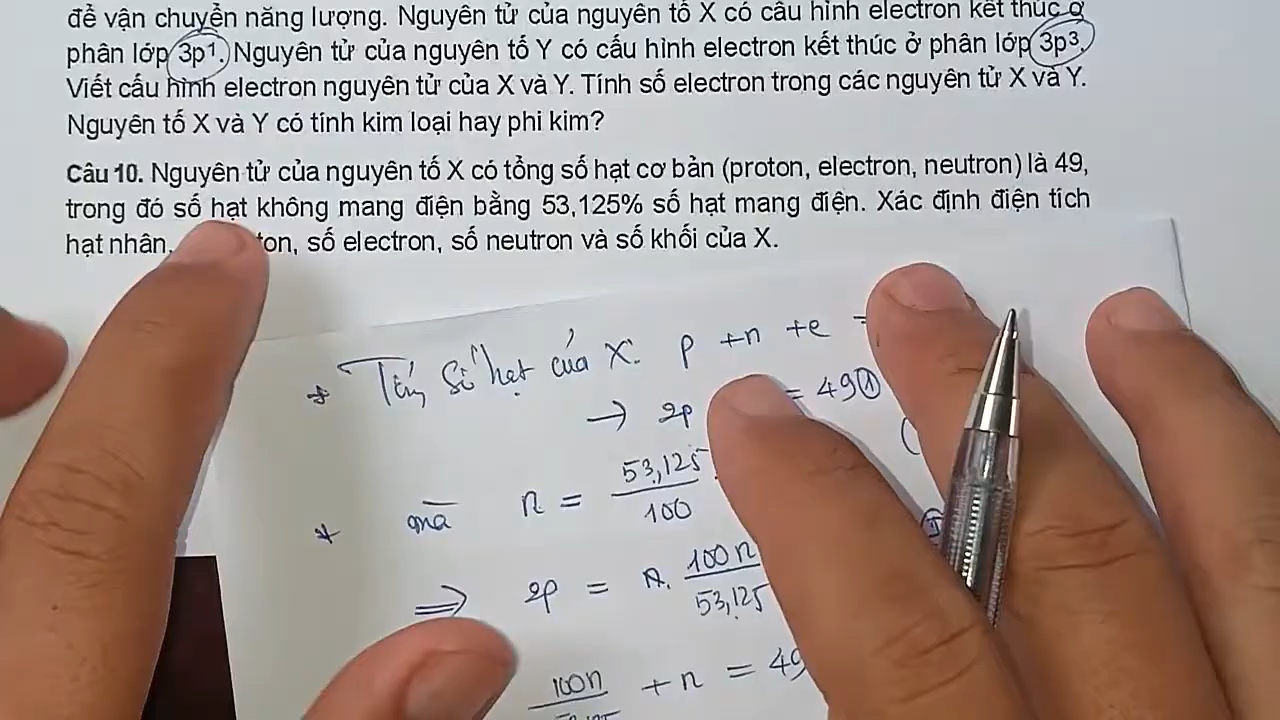 để vận chuyển năng lượng. Nguyên tử của nguyên tố X có cấu hình electron kết thúc ở
phân lớp 3p1. Nguyên tử của nguyên tố Y có cấu hình electron kết thúc ở phân lớp 3p3.
Viết cấu hình electron nguyên tử của X và Y. Tính số electron trong các nguyên tử X và Y.
Nguyên tố X và Y có tính kim loại hay phi kim?
Câu 10. Nguyên tử của nguyên tố X có tổng số hạt cơ bản (proton, electron, neutron) là 49,
trong đó số hạt không mang điện bằng 53,125% số hạt mang điện. Xác định điện tích
hạt nhân, ton, số electron, số neutron và số khối của X.
* số hạt của X: p + n + e =
→ 2p = 49 ①
* mà n = 53,125/100
⇒ 2p = 100n/53,125
100n + n = 49